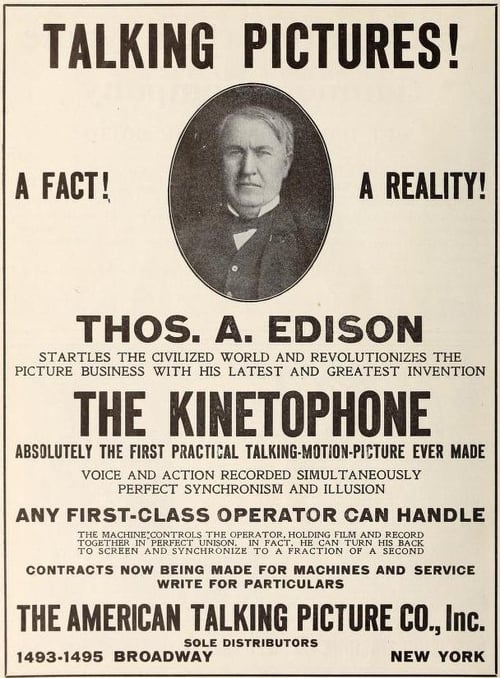 TALKING PICTURES!
A FACT!
A REALITY!
THOS. A. EDISON
STARTLES THE CIVILIZED WORLD AND REVOLUTIONIZES THE
PICTURE BUSINESS WITH HIS LATEST AND GREATEST INVENTION
THE KINETOPHONE
ABSOLUTELY THE FIRST PRACTICAL TALKING-MOTION-PICTURE EVER MADE
VOICE AND ACTION RECORDED SIMULTANEOUSLY
PERFECT SYNCHRONISM AND ILLUSION
ANY FIRST-CLASS OPERATOR CAN HANDLE
THE MACHINE CONTROLS THE OPERATOR, HOLDING FILM AND RECORD
TOGETHER IN PERFECT UNISON. IN FACT, HE CAN TURN HIS BACK
TO SCREEN AND SYNCHRONIZE TO A FRACTION OF A SECOND
CONTRACTS NOW BEING MADE FOR MACHINES AND SERVICE
WRITE FOR PARTICULARS
THE AMERICAN TALKING PICTURE CO., Inc.
SOLE DISTRIBUTORS
1493-1495 BROADWAY
NEW YORK